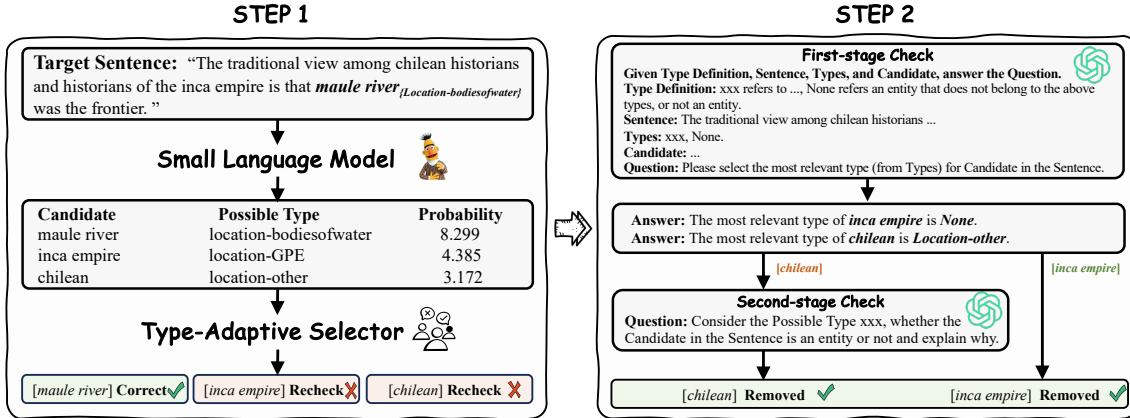 STEP 1
Target Sentence: “The traditional view among chilean historians
and historians of the inca empire is that maule river{Location-bodiesofwater}
was the frontier. ”
Small Language Model
Candidate Possible Type Probability
maule river location-bodiesofwater 8.299
inca empire location-GPE 4.385
chilean location-other 3.172
Type-Adaptive Selector
[maule river] Correct [inca empire] Recheck [chilean] Recheck
STEP 2
First-stage Check
Given Type Definition, Sentence, Types, and Candidate, answer the Question.
Type Definition: xxx refers to ..., None refers an entity that does not belong to the above
types, or not an entity.
Sentence: The traditional view among chilean historians ...
Types: xxx, None.
Candidate: ...
Question: Please select the most relevant type (from Types) for Candidate in the Sentence.
Answer: The most relevant type of inca empire is None.
Answer: The most relevant type of chilean is Location-other.
[chilean] [inca empire]
Second-stage Check
Question: Consider the Possible Type xxx, whether the
Candidate in the Sentence is an entity or not and explain why.
[chilean] Removed [inca empire] Removed